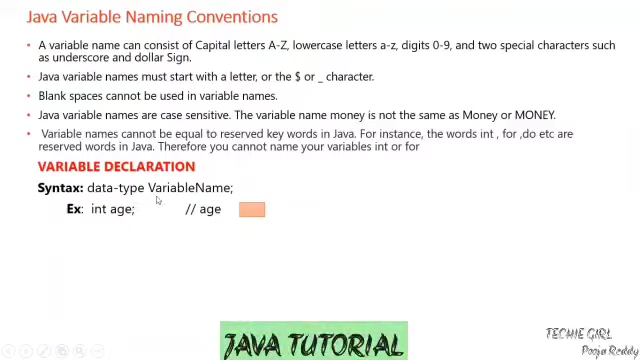 Java Variable Naming Conventions
• A variable name can consist of Capital letters A-Z, lowercase letters a-z, digits 0-9, and two special characters such
as underscore and dollar Sign.
• Java variable names must start with a letter, or the $ or _ character.
• Blank spaces cannot be used in variable names.
• Java variable names are case sensitive. The variable name money is not the same as Money or MONEY.
• Variable names cannot be equal to reserved key words in Java. For instance, the words int , for ,do etc are
reserved words in Java. Therefore you cannot name your variables int or for
VARIABLE DECLARATION
Syntax: data-type VariableName;
Ex: int age; // age
JAVA TUTORIAL
TECHIE GIRL
Pooja Reddy